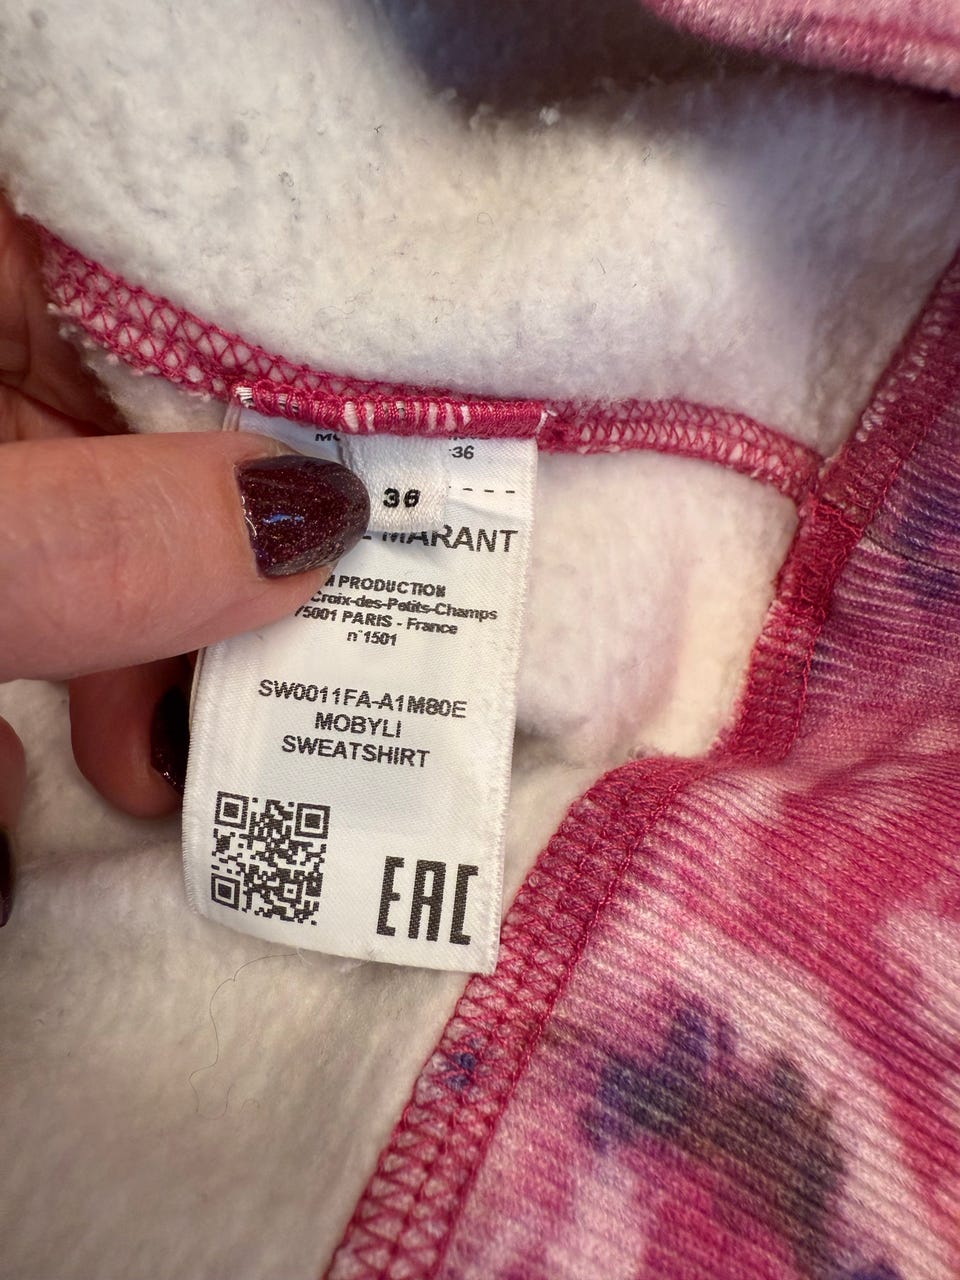 36
36
MARANT
PRODUCTION
Croix-des-Petits-Champs
75001 PARIS - France
n°1501
SW0011FA-A1M80E
MOBYLI
SWEATSHIRT
EAC